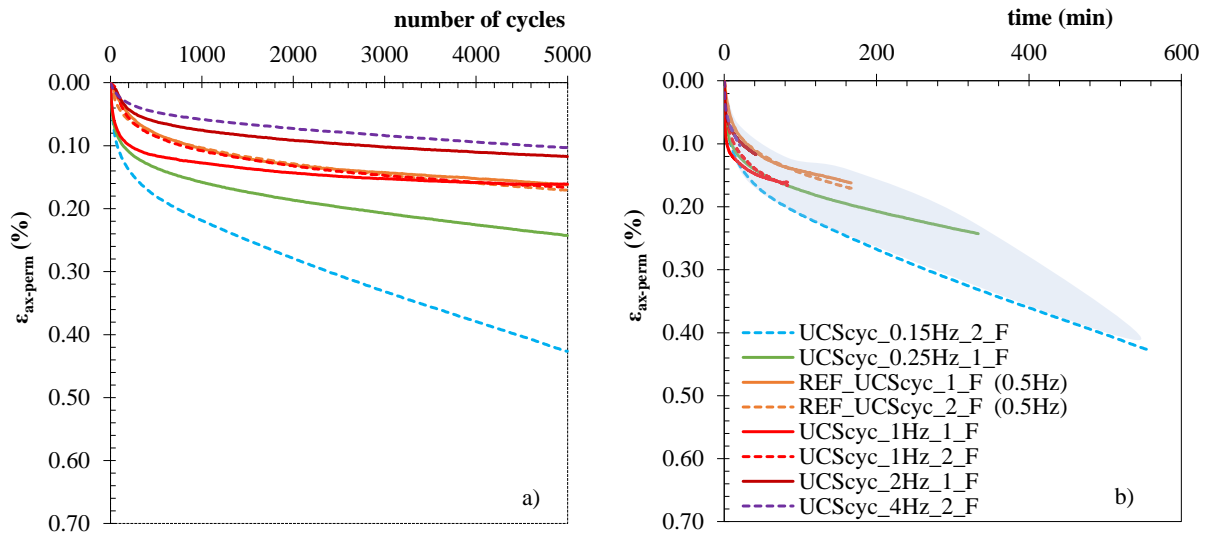 number of cycles
0 1000 2000 3000 4000 5000
0.00
0.10
0.20
0.30
0.40
0.50
0.60
0.70
εax-perm (%)
a)
time (min)
0 200 400 600
0.00
0.10
0.20
0.30
0.40
0.50
0.60
0.70
εax-perm (%)
UCScyc_0.15Hz_2_F
UCScyc_0.25Hz_1_F
REF_UCScyc_1_F (0.5Hz)
REF_UCScyc_2_F (0.5Hz)
UCScyc_1Hz_1_F
UCScyc_1Hz_2_F
UCScyc_2Hz_1_F
UCScyc_4Hz_2_F
b)